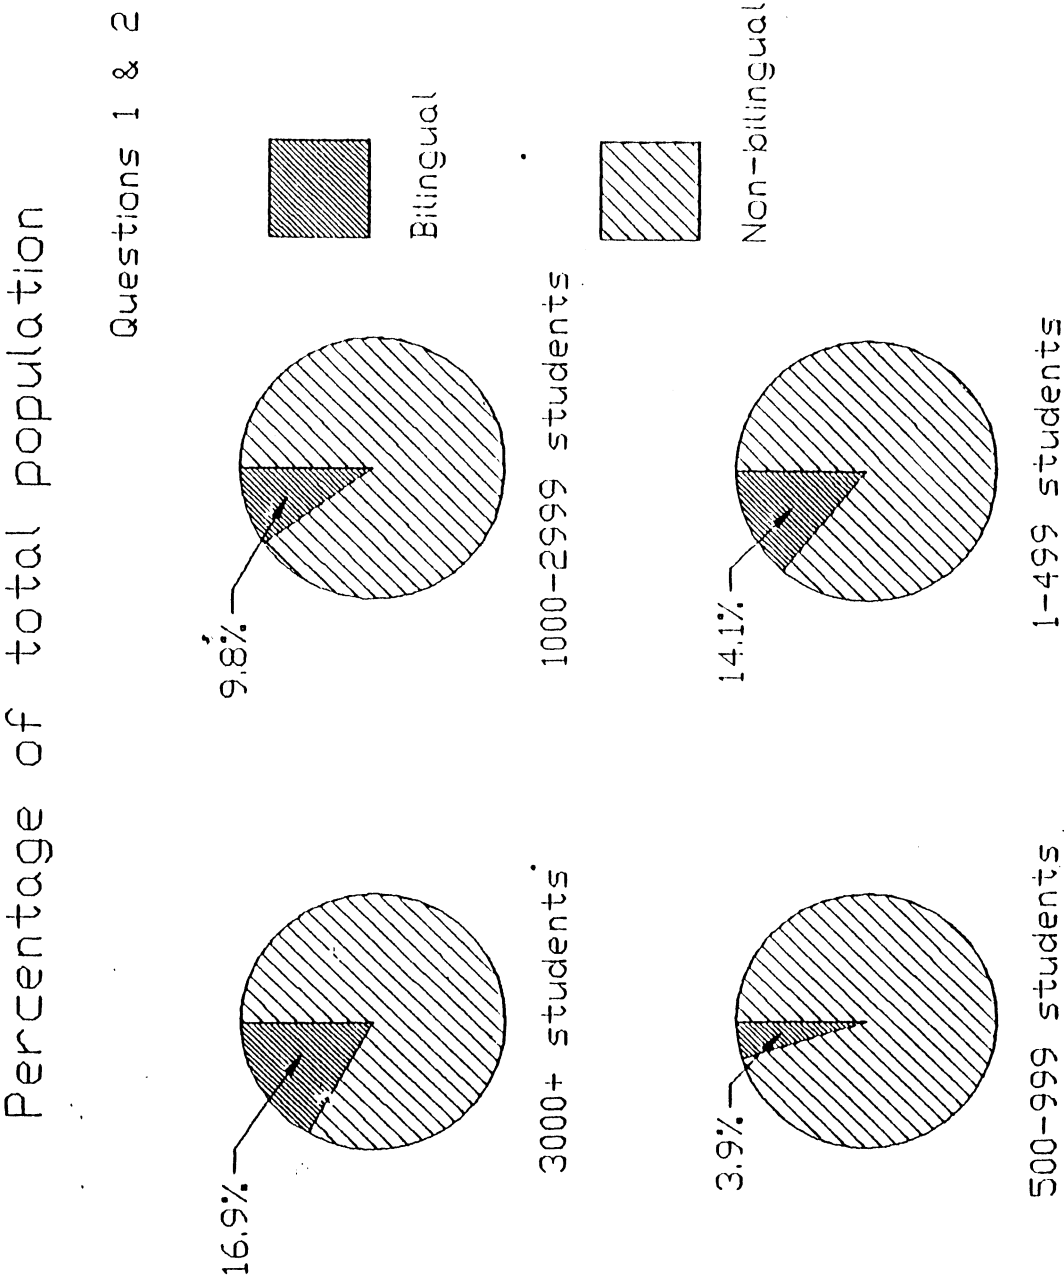 Percentage of total population
Questions 1 & 2
16.9%
3000+ students
9.8%
1000-2999 students
Bilingual
3.9%
500-999 students
14.1%
1-499 students
Non-bilingual